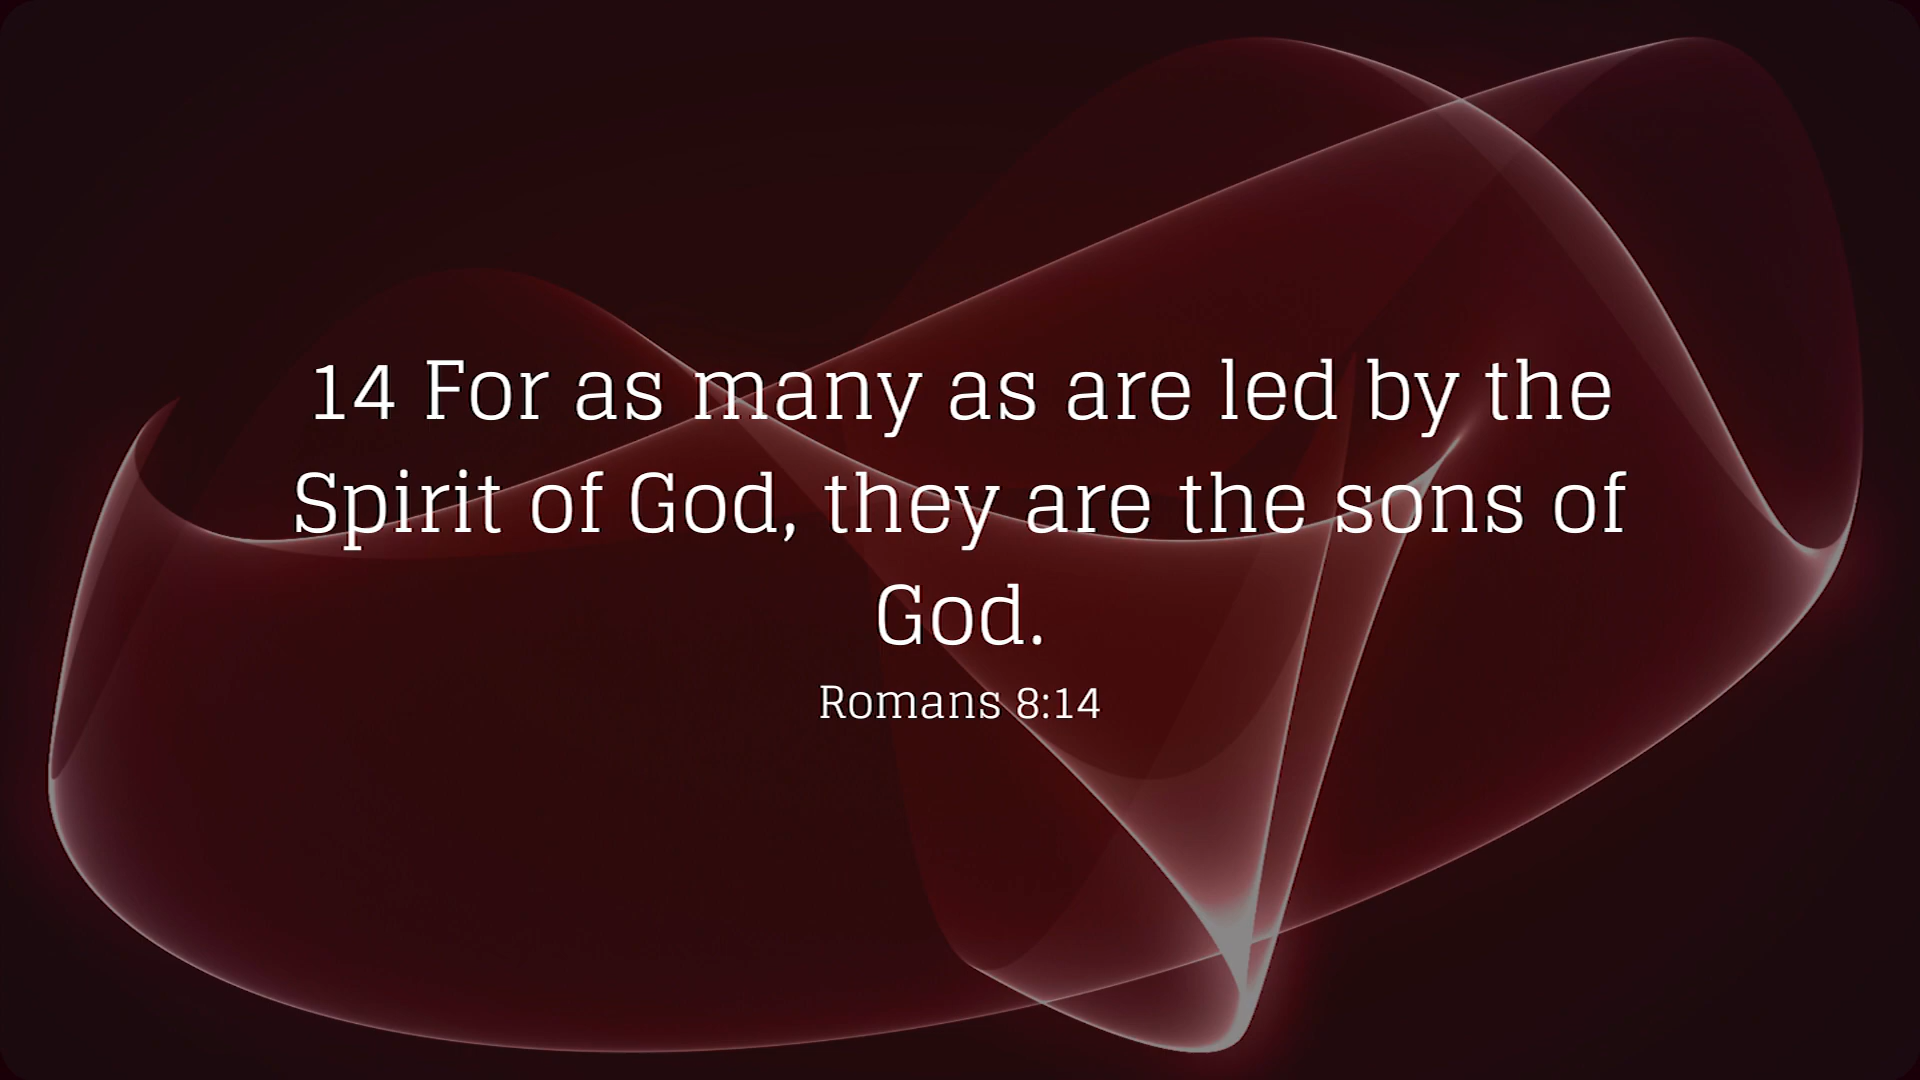 14 For as many as are led by the
Spirit of God, they are the sons of
God.
Romans 8:14